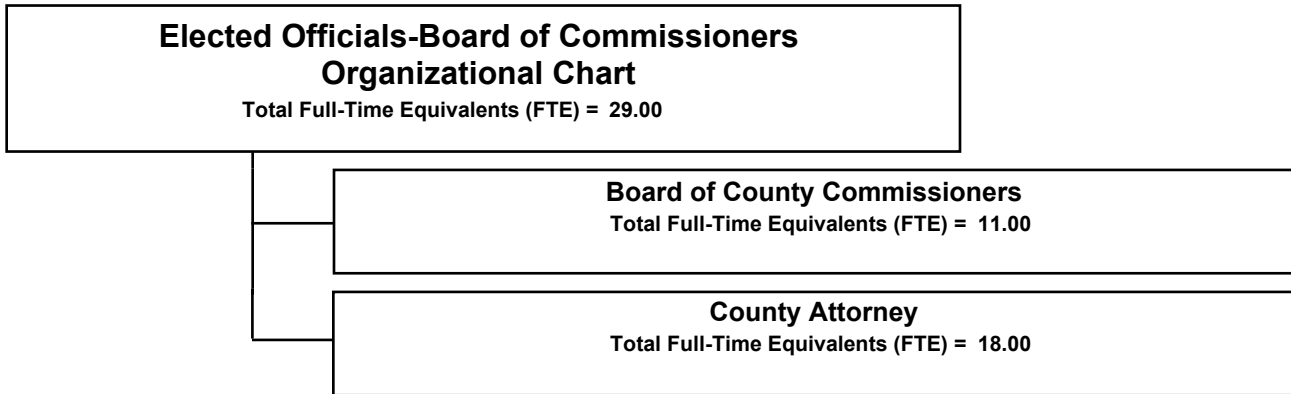 Elected Officials-Board of Commissioners
Organizational Chart
Total Full-Time Equivalents (FTE) = 29.00
Board of County Commissioners
Total Full-Time Equivalents (FTE) = 11.00
County Attorney
Total Full-Time Equivalents (FTE) = 18.00